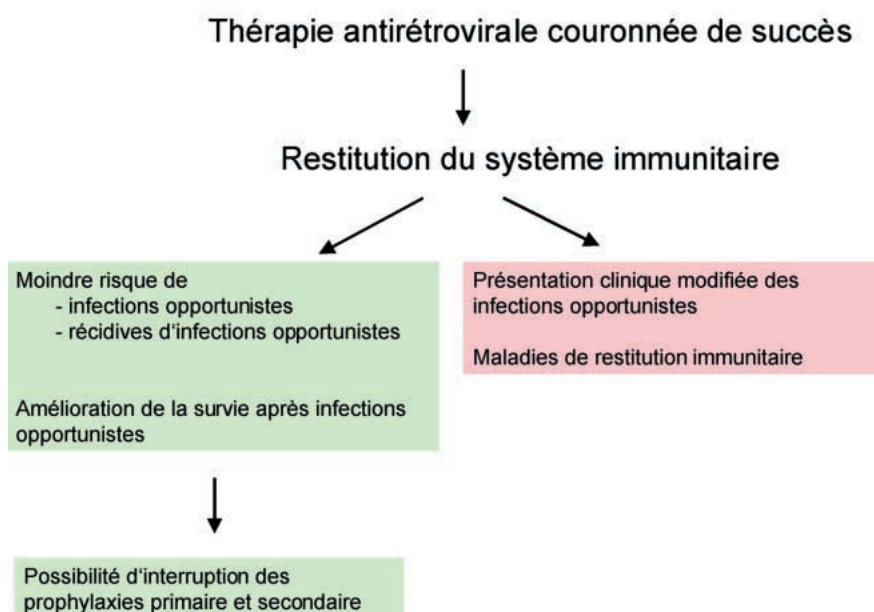 Thérapie antirétrovirale couronnée de succès
Restitution du système immunitaire
Moindre risque de
- infections opportunistes
- récidives d‘infections opportunistes
Amélioration de la survie après infections
opportunistes
Présentation clinique modifiée des
infections opportunistes
Maladies de restitution immunitaire
Possibilité d‘interruption des
prophylaxies primaire et secondaire